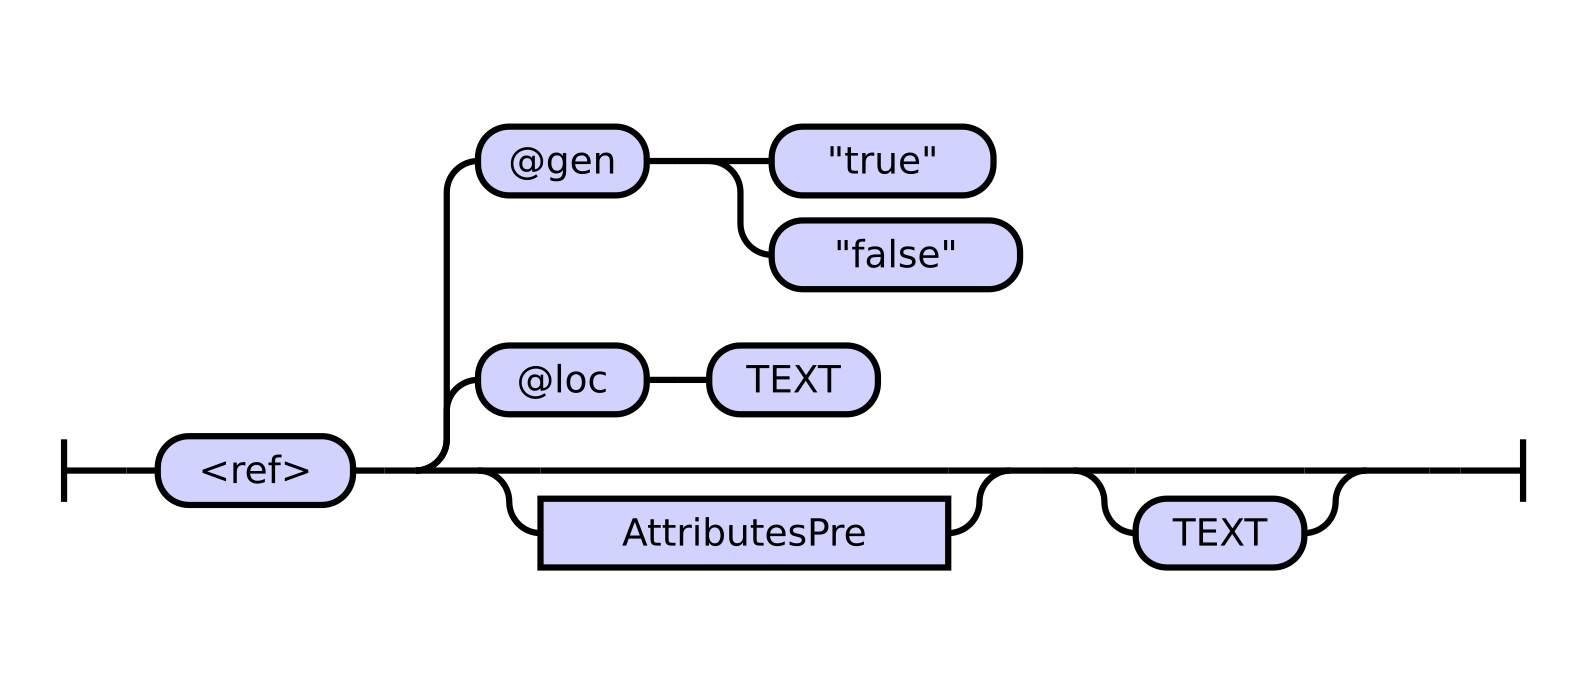 @gen
"true"
"false"
@loc
TEXT
<ref>
AttributesPre
TEXT